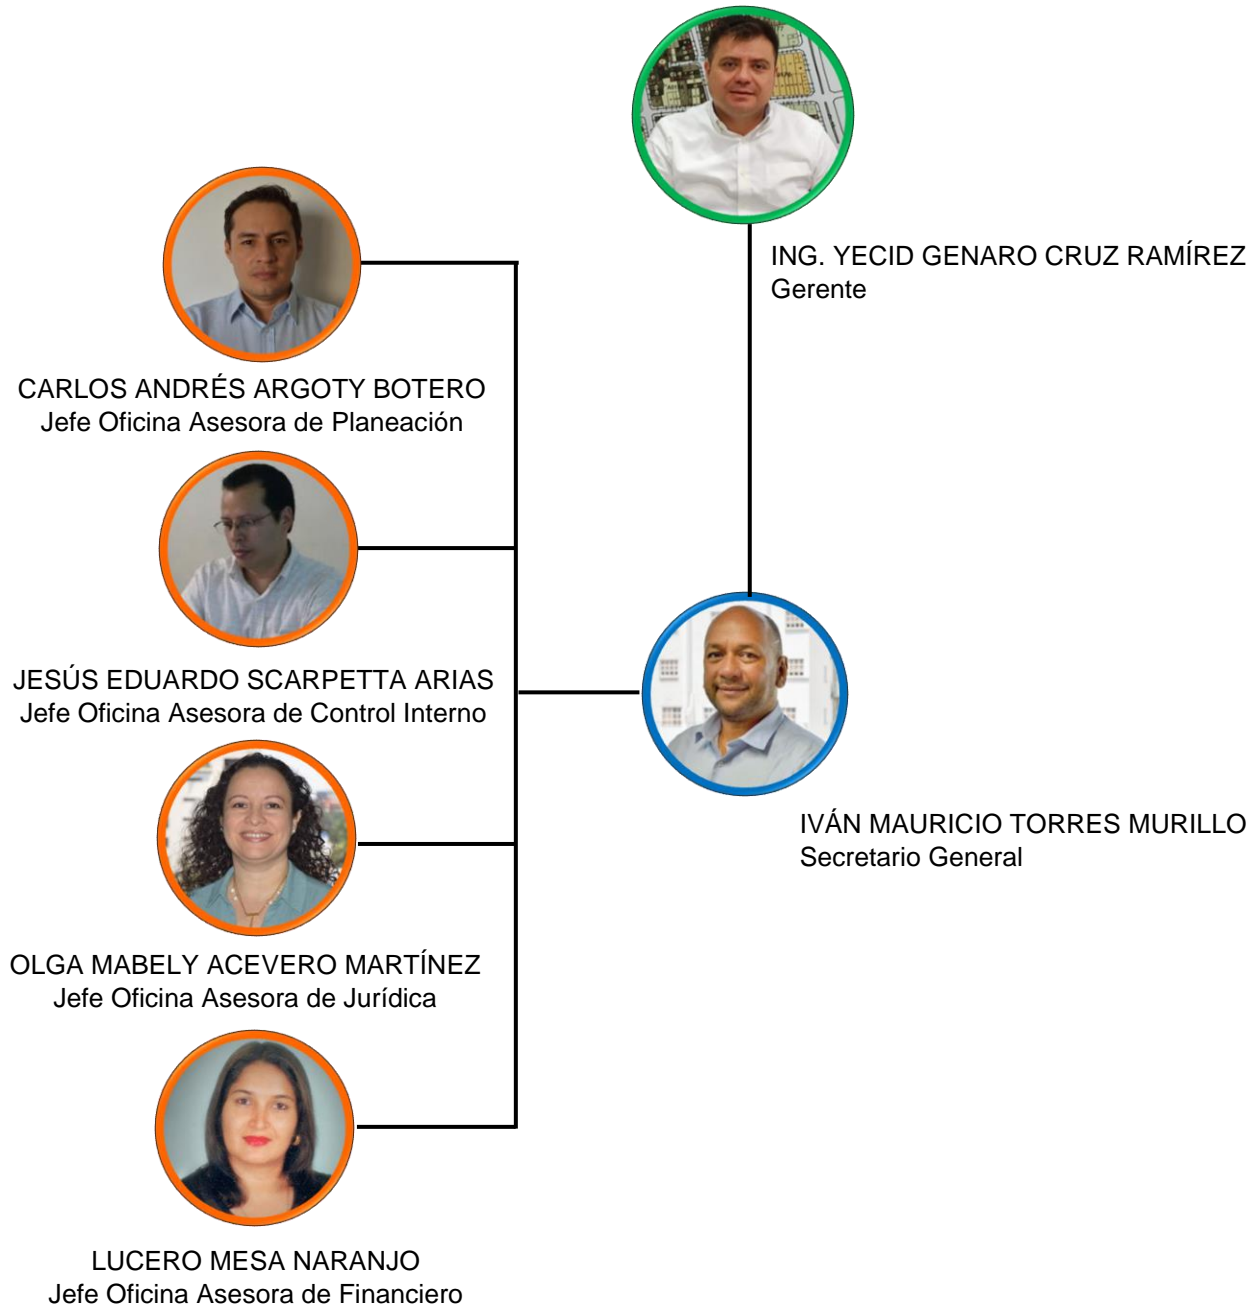 ING. YECID GENARO CRUZ RAMÍREZ
Gerente
CARLOS ANDRÉS ARGOTY BOTERO
Jefe Oficina Asesora de Planeación
JESÚS EDUARDO SCARPETTA ARIAS
Jefe Oficina Asesora de Control Interno
IVÁN MAURICIO TORRES MURILLO
Secretario General
OLGA MABELY ACEVERO MARTÍNEZ
Jefe Oficina Asesora de Jurídica
LUCERO MESA NARANJO
Jefe Oficina Asesora de Financiero